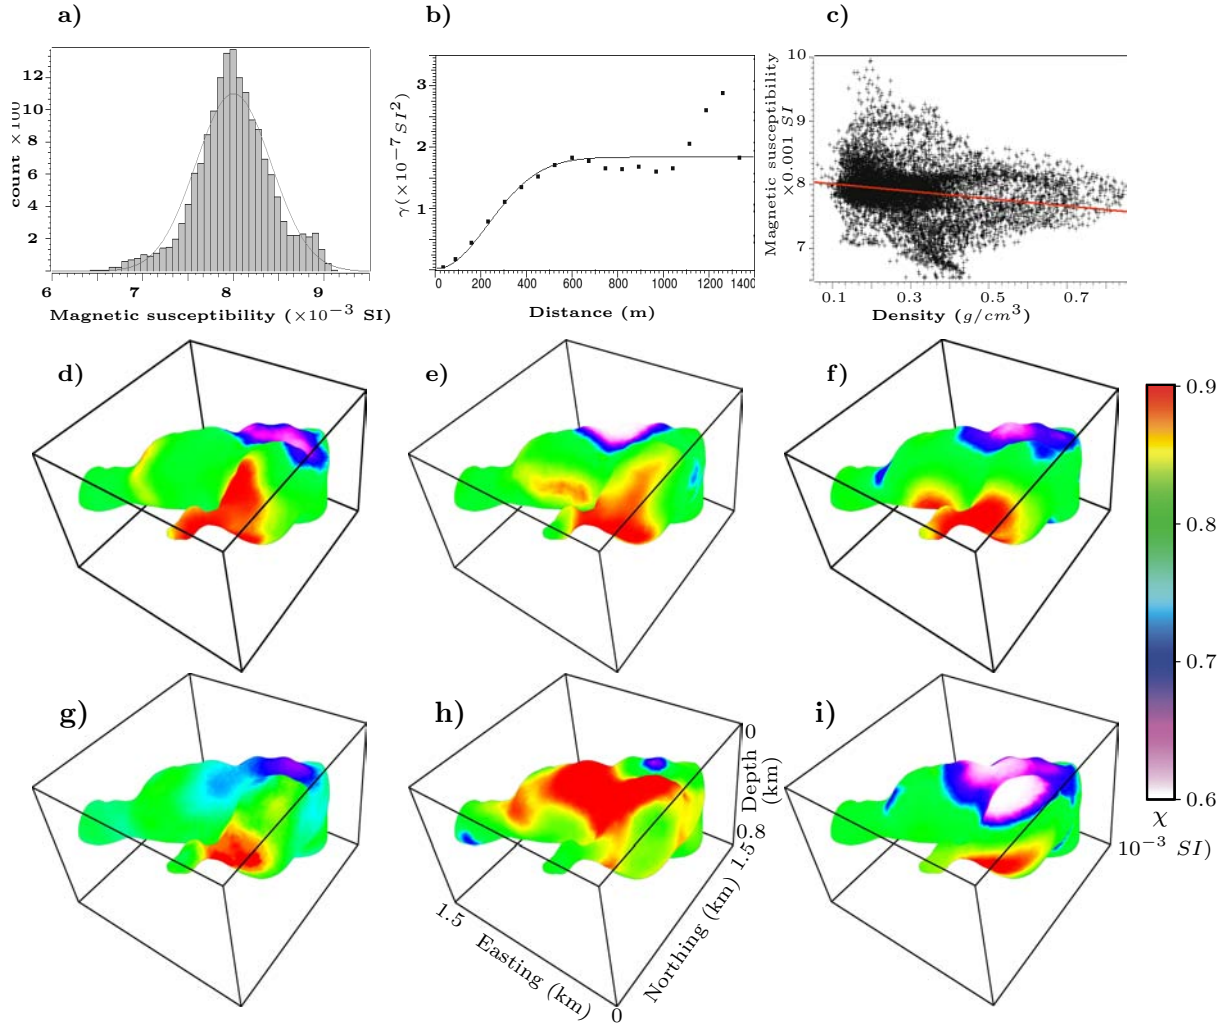 a)
12
10
8
6
4
2
count ×100
6 7 8 9
Magnetic susceptibility (×10⁻³ SI)
b)
3
2
1
γ(×10⁻⁷ SI²)
0 200 400 600 800 1000 1200 1400
Distance (m)
c)
10
9
8
7
Magnetic susceptibility
×0.001 SI
0.1 0.3 0.5 0.7
Density (g/cm³)
d)
e)
f)
0.9
0.8
0.7
0.6
χ
10⁻³ SI)
g)
h)
0
Depth
(km)
0.8
1.5
Northing (km)
1.5
Easting (km)
0
i)